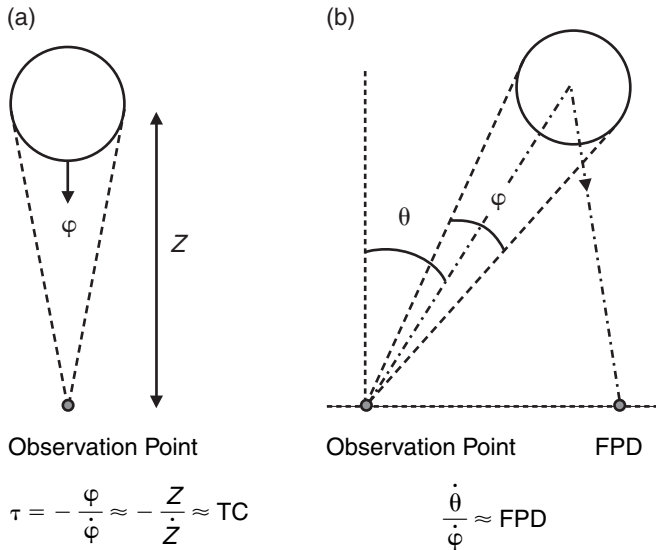 (a)
φ
Z
Observation Point
τ = − φ/φ̇ ≈ − Z/Ż ≈ TC
(b)
θ
φ
Observation Point FPD
θ̇/φ̇ ≈ FPD